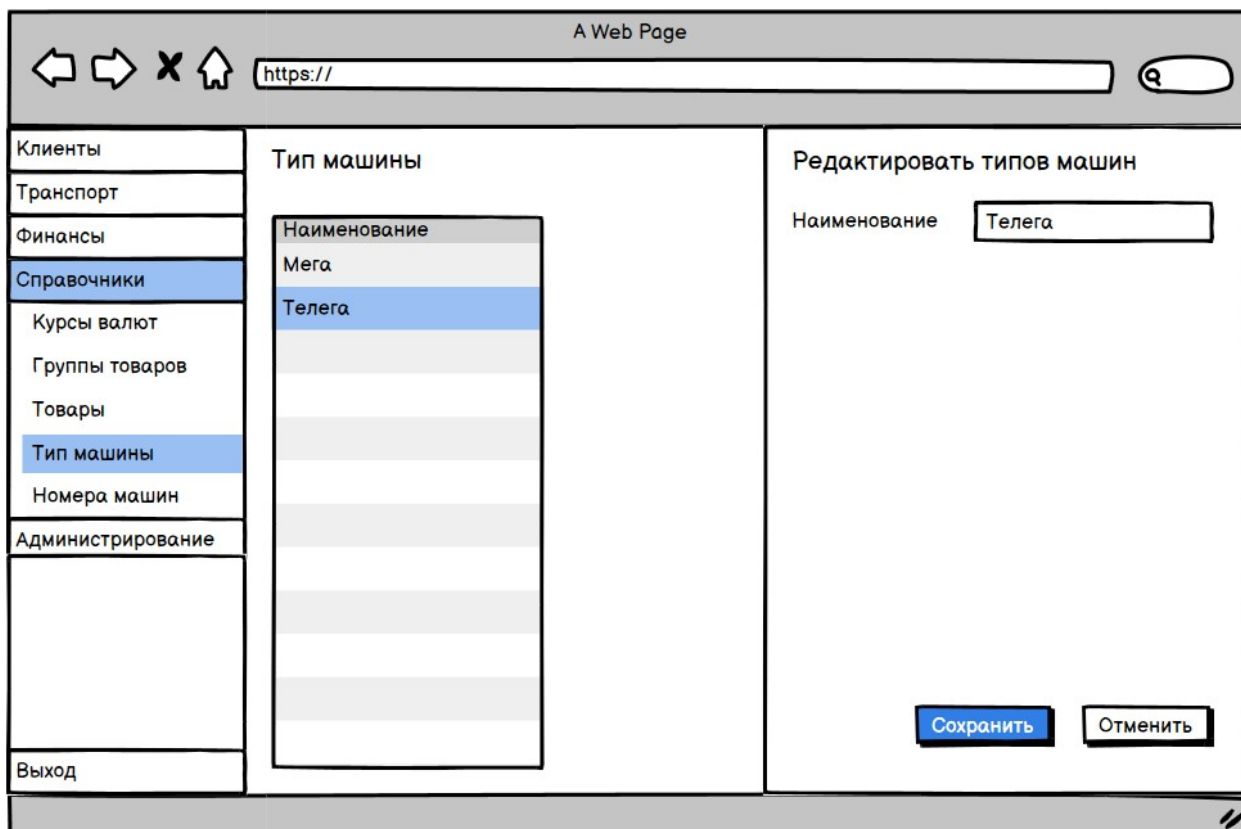 A Web Page
https://
Клиенты
Транспорт
Финансы
Справочники
Курсы валют
Группы товаров
Товары
Тип машины
Номера машин
Администрирование
Выход
Тип машины
Наименование
Мега
Телега
Редактировать типов машин
Наименование
Телега
Сохранить
Отменить